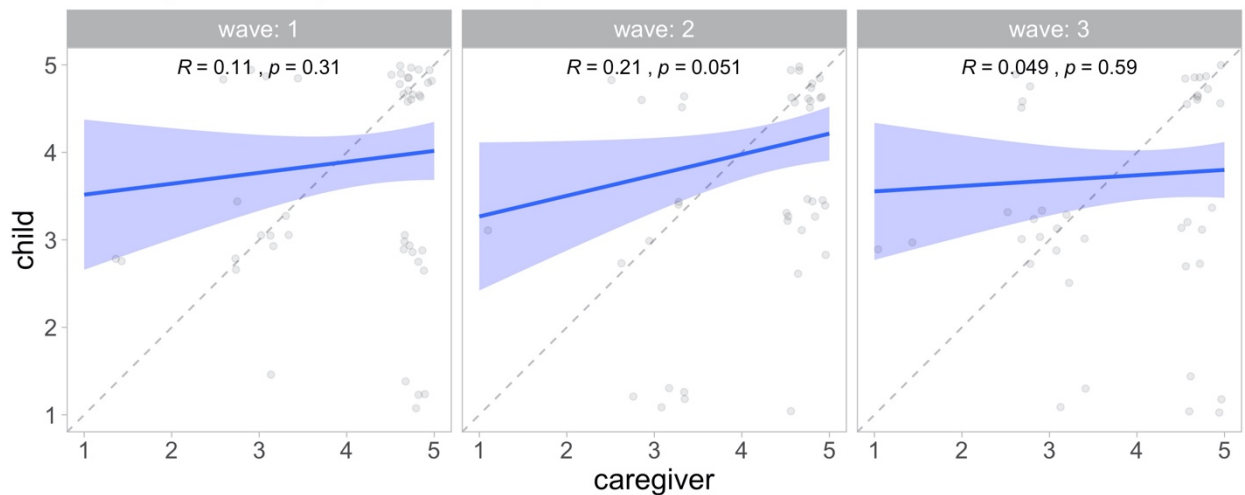 wave: 1
wave: 2
wave: 3
R = 0.11 , p = 0.31
R = 0.21 , p = 0.051
R = 0.049 , p = 0.59
5
4
3
2
1
child
1 2 3 4 5
1 2 3 4 5
1 2 3 4 5
caregiver